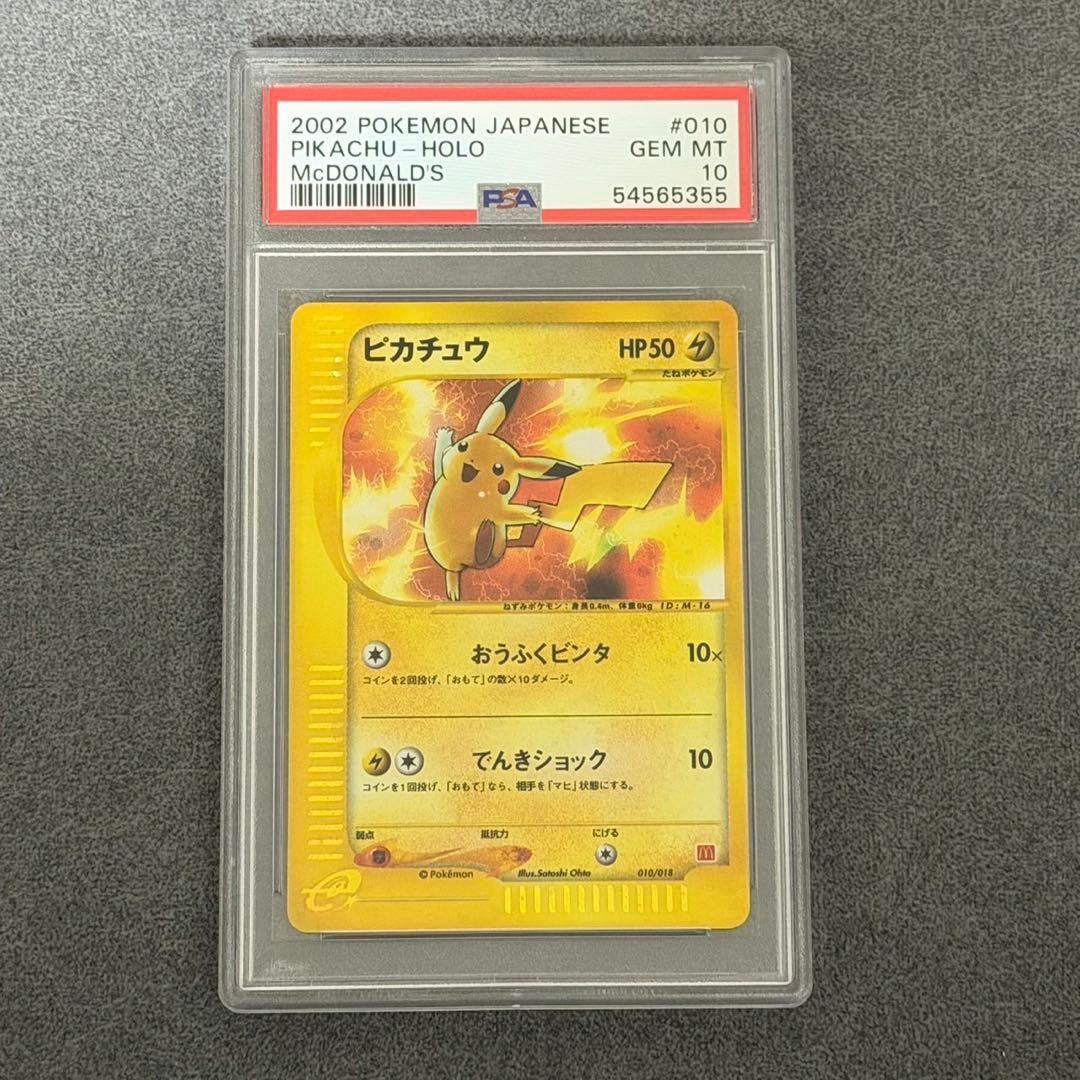 2002 POKEMON JAPANESE #010
PIKACHU-HOLO GEM MT
McDONALD'S 10
PSA 54565355
ピカチュウ HP50
たねポケモン
ねずみポケモン:身長0.4m、体重6kg ID:M-16
おうふくビンタ 10×
コインを2回投げ、「おもて」の数×10ダメージ。
でんきショック 10
コインを1回投げ、「おもて」なら、相手を「マヒ」状態にする。
弱点 抵抗力 にげる
©Pokémon Illus.Satoshi Ohta 010/018